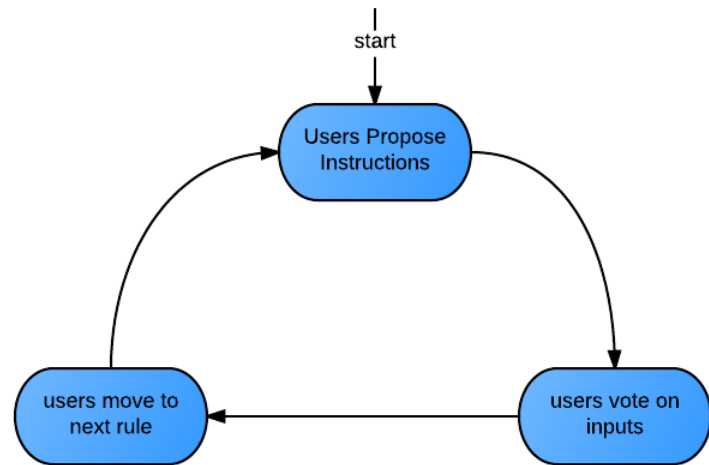 start
Users Propose
Instructions
users move to
next rule
users vote on
inputs